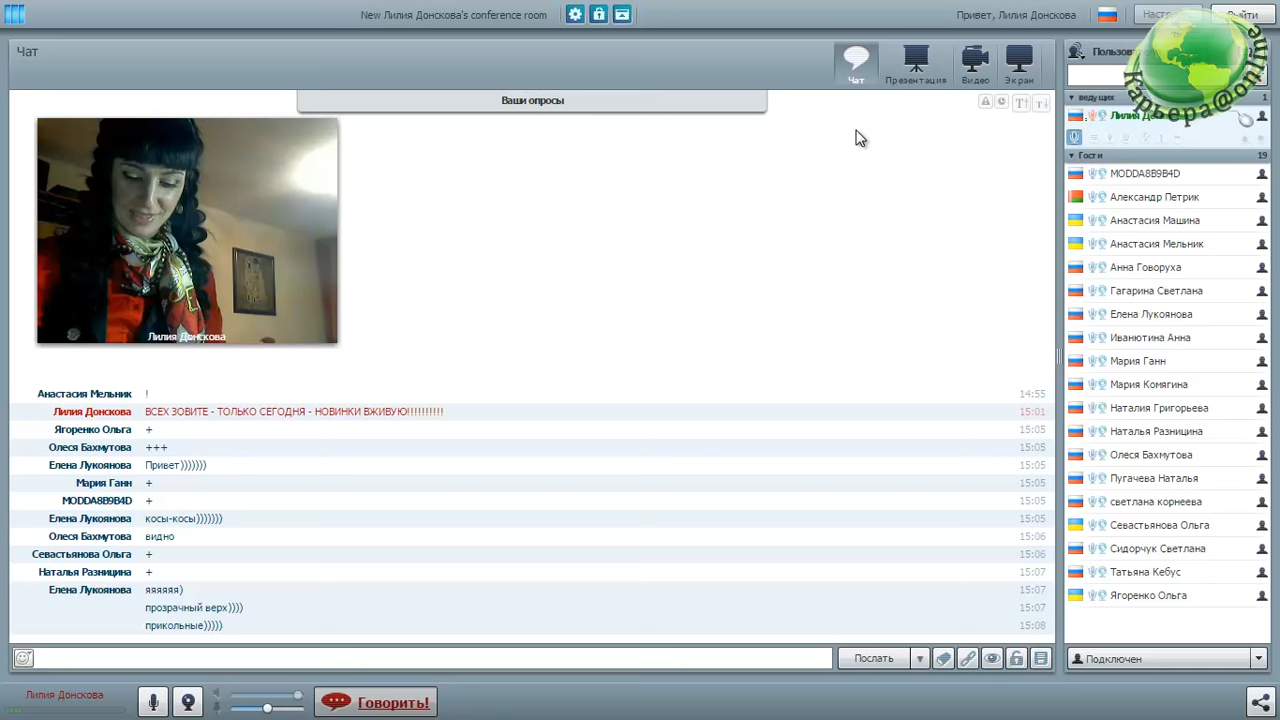 New Лилия Донскова's conference room
Привет, Лилия Донскова
Выйти
Чат
Чат
Презентация
Видео
Экран
Карьера@online
Ваши опросы
ведущих 1
Гости 19
MODDA8B9B4D
Александр Петрик
Анастасия Машина
Анастасия Мельник
Анна Говоруха
Гагарина Светлана
Елена Лукоянова
Иванютина Анна
Мария Ганн
Мария Комягина
Наталия Григорьева
Наталья Разницина
Олеся Бахмутова
Пугачева Наталья
светлана корнеева
Севастьянова Ольга
Сидорчук Светлана
Татьяна Кебус
Ягоренко Ольга
Лилия Донскова
Анастасия Мельник ! 14:55
Лилия Донскова ВСЕХ ЗОВИТЕ - ТОЛЬКО СЕГОДНЯ - НОВИНКИ ВЖИВУЮ!!!!!!!!!! 15:01
Ягоренко Ольга + 15:05
Олеся Бахмутова +++ 15:05
Елена Лукоянова Привет))))))) 15:05
Мария Ганн + 15:05
MODDA8B9B4D + 15:05
Елена Лукоянова косы-косы))))))) 15:05
Олеся Бахмутова видно 15:06
Севастьянова Ольга + 15:06
Наталья Разницина + 15:07
Елена Лукоянова яяяяяя) 15:07
прозрачный верх)))) 15:07
прикольные))))) 15:08
Послать
Подключен
Лилия Донскова
Говорить!